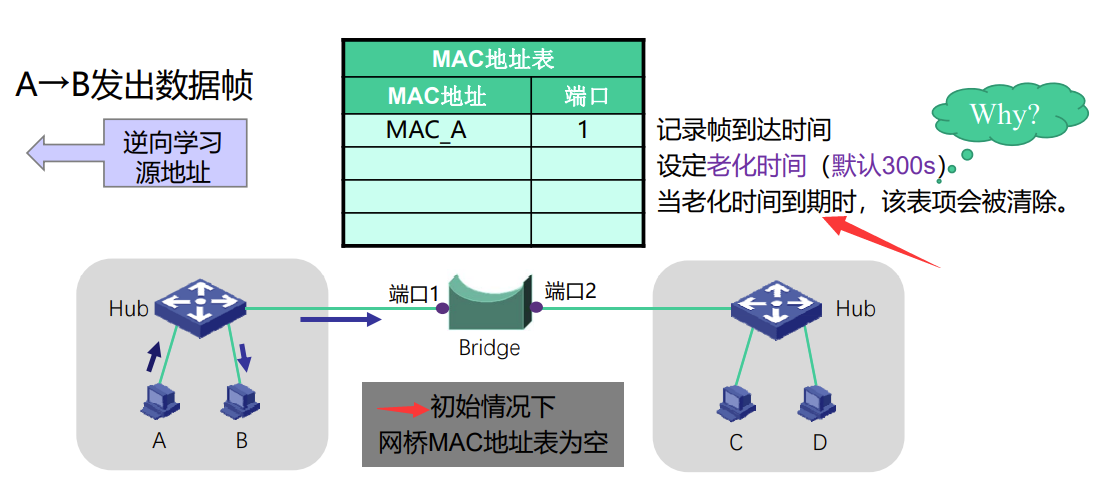 A→B发出数据帧
逆向学习
源地址
MAC地址表
MAC地址 端口
MAC_A 1
Why?
记录帧到达时间
设定老化时间（默认300s）
当老化时间到期时，该表项会被清除。
Hub
端口1
端口2
Hub
Bridge
A
B
C
D
初始情况下
网桥MAC地址表为空